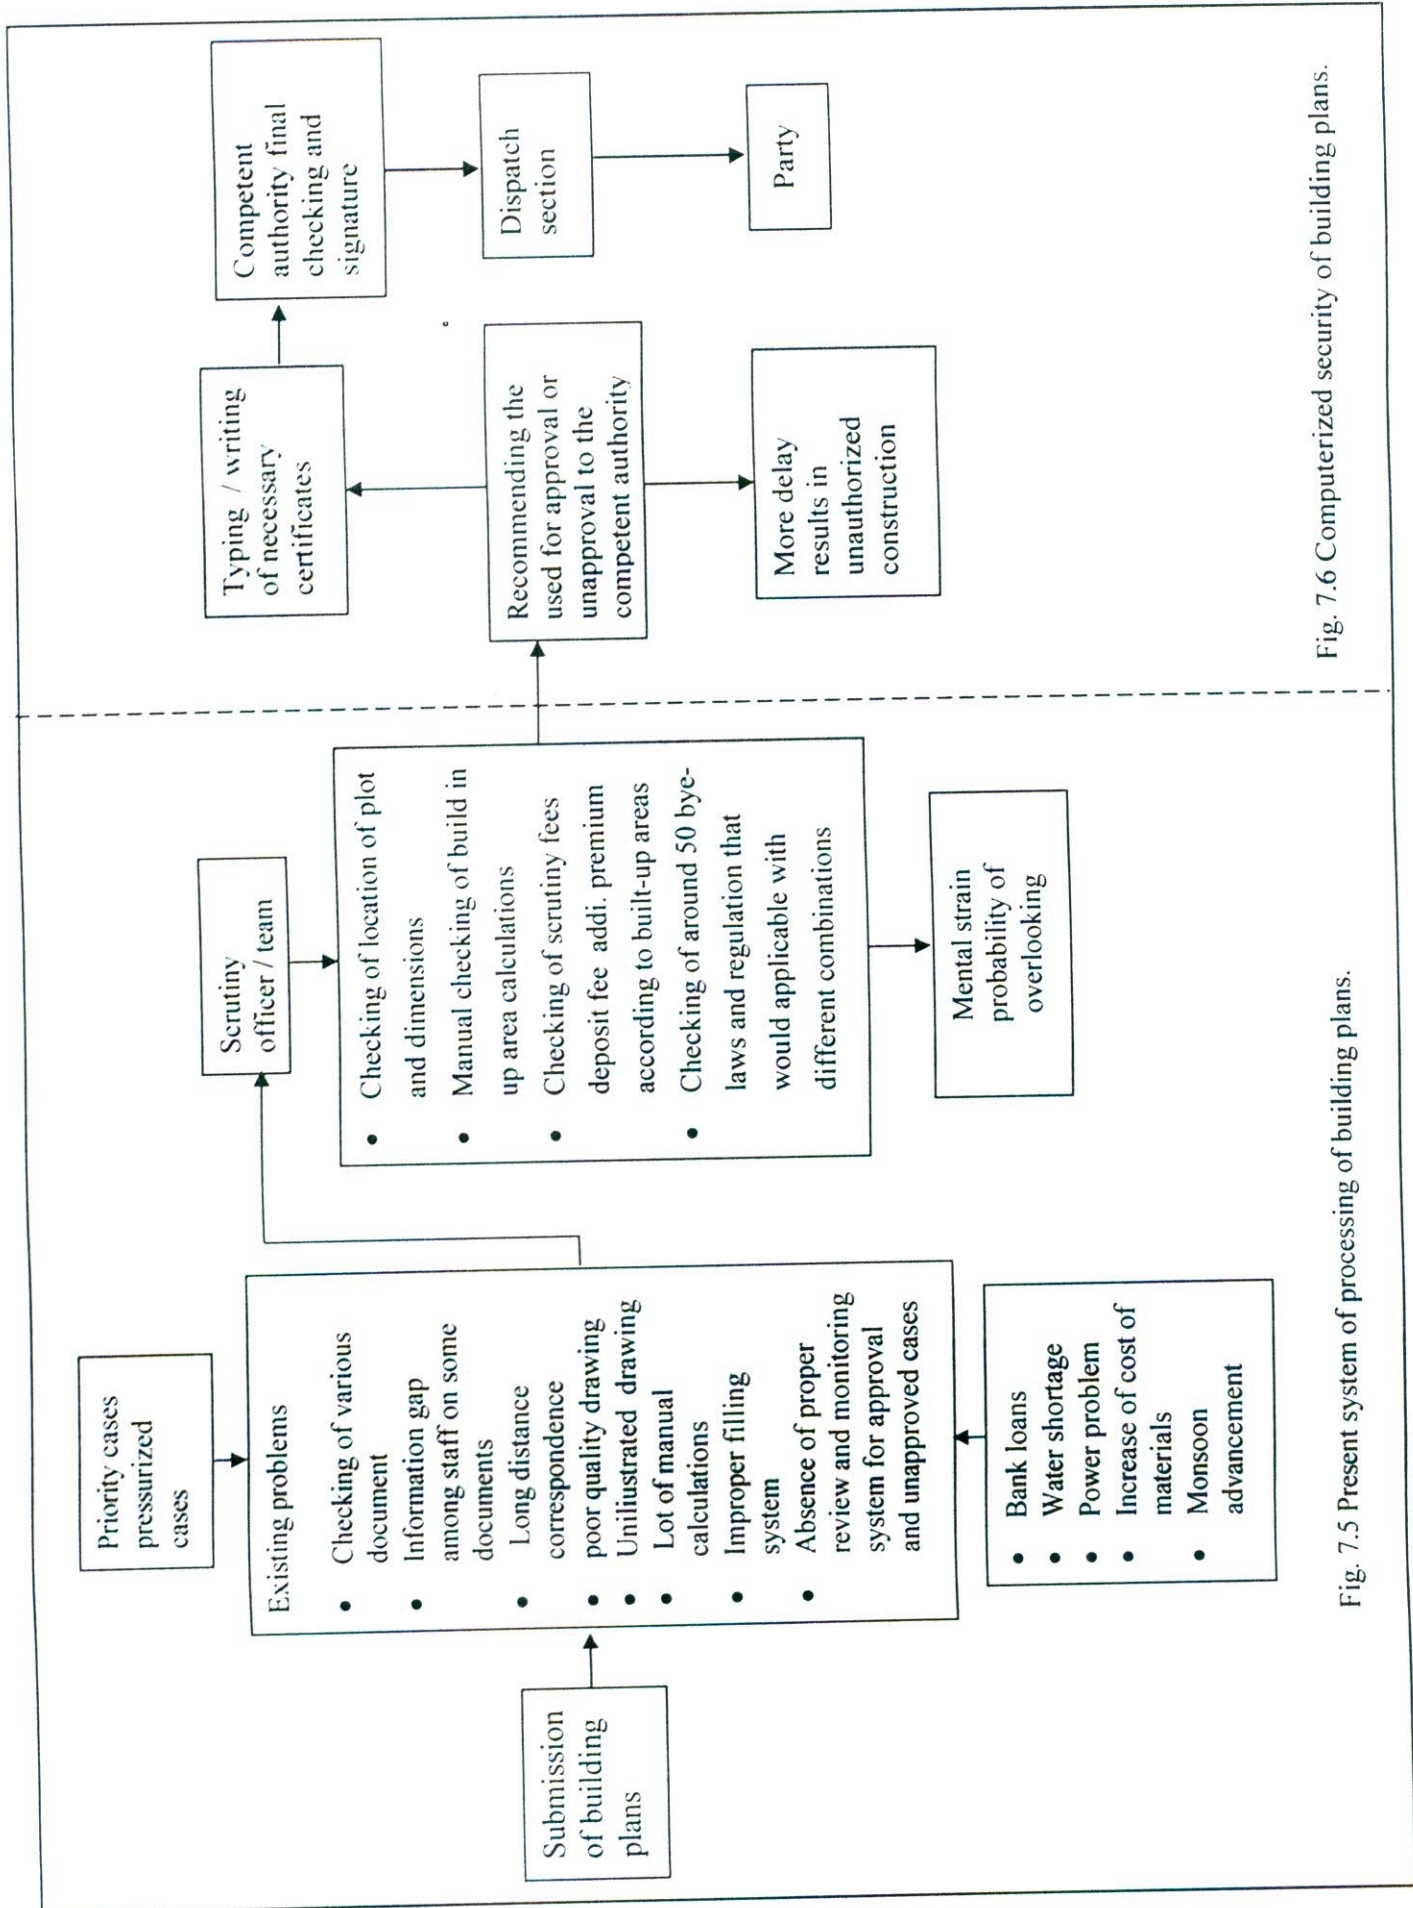 Priority cases
pressurized
cases
Submission
of building
plans
Existing problems
• Checking of various
document
• Information gap
among staff on some
documents
• Long distance
correspondence
• poor quality drawing
• Uniliustrated drawing
• Lot of manual
calculations
• Improper filling
system
• Absence of proper
review and monitoring
system for approval
and unapproved cases
• Bank loans
• Water shortage
• Power problem
• Increase of cost of
materials
• Monsoon
advancement
Scrutiny
officer / team
• Checking of location of plot
and dimensions
• Manual checking of build in
up area calculations
• Checking of scrutiny fees
deposit fee addi. premium
according to built-up areas
• Checking of around 50 bye-
laws and regulation that
would applicable with
different combinations
Mental strain
probability of
overlooking
Fig. 7.5 Present system of processing of building plans.
Typing / writing
of necessary
certificates
Competent
authority final
checking and
signature
Recommending the
used for approval or
unapproval to the
competent authority
Dispatch
section
More delay
results in
unauthorized
construction
Party
Fig. 7.6 Computerized security of building plans.